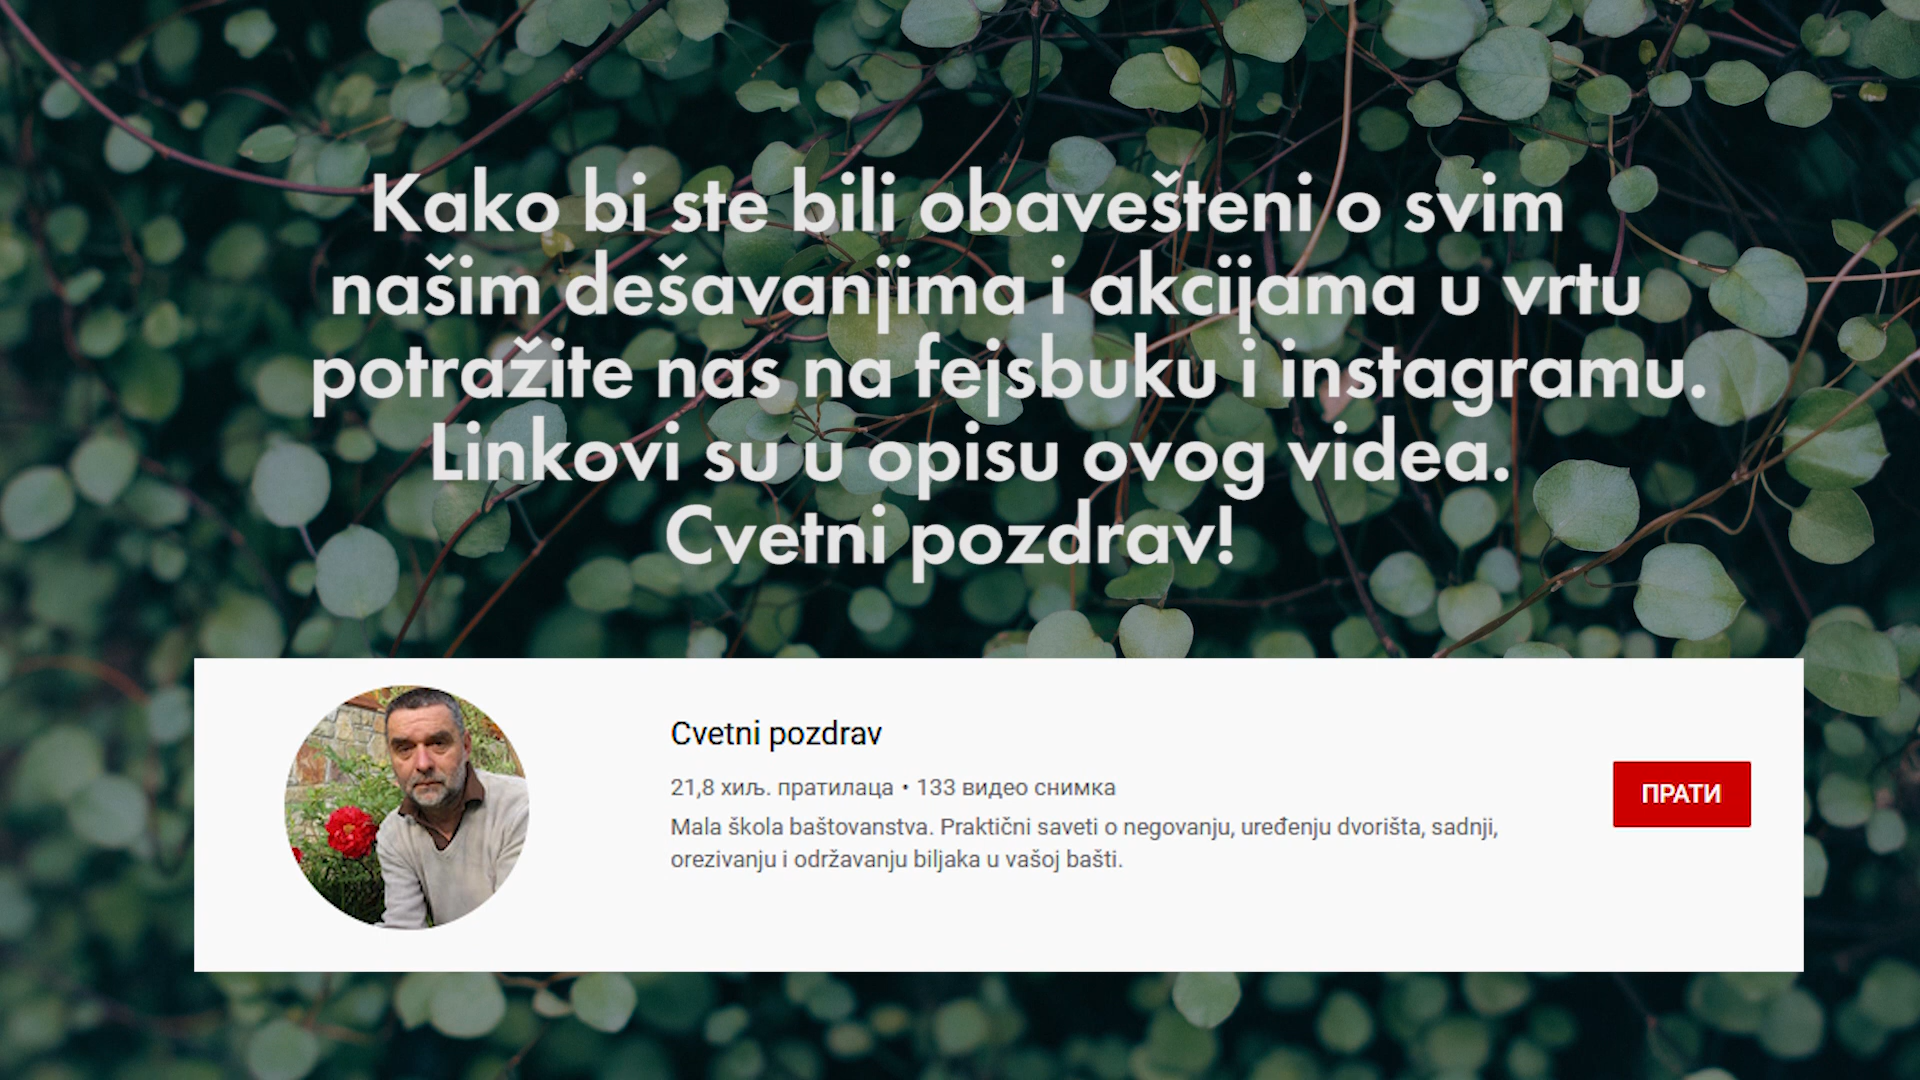 Kako bi ste bili obavešteni o svim
našim dešavanjima i akcijama u vrtu
potražite nas na fejsbuku i instagramu.
Linkovi su u opisu ovog videa.
Cvetni pozdrav!
Cvetni pozdrav
21,8 хиљ. пратилаца • 133 видео снимка
Mala škola baštovanstva. Praktični saveti o negovanju, uređenju dvorišta, sadnji,
orezivanju i održavanju biljaka u vašoj bašti.
ПРАТИ